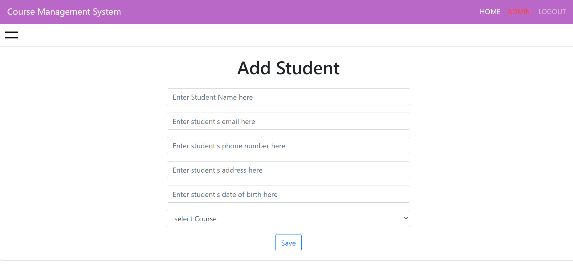 Course Management System
HOME ADMIN LOGOUT
Add Student
Enter Student Name here
Enter student's email here
Enter student's phone number here
Enter student's address here
Enter student's date of birth here
select Course
Save